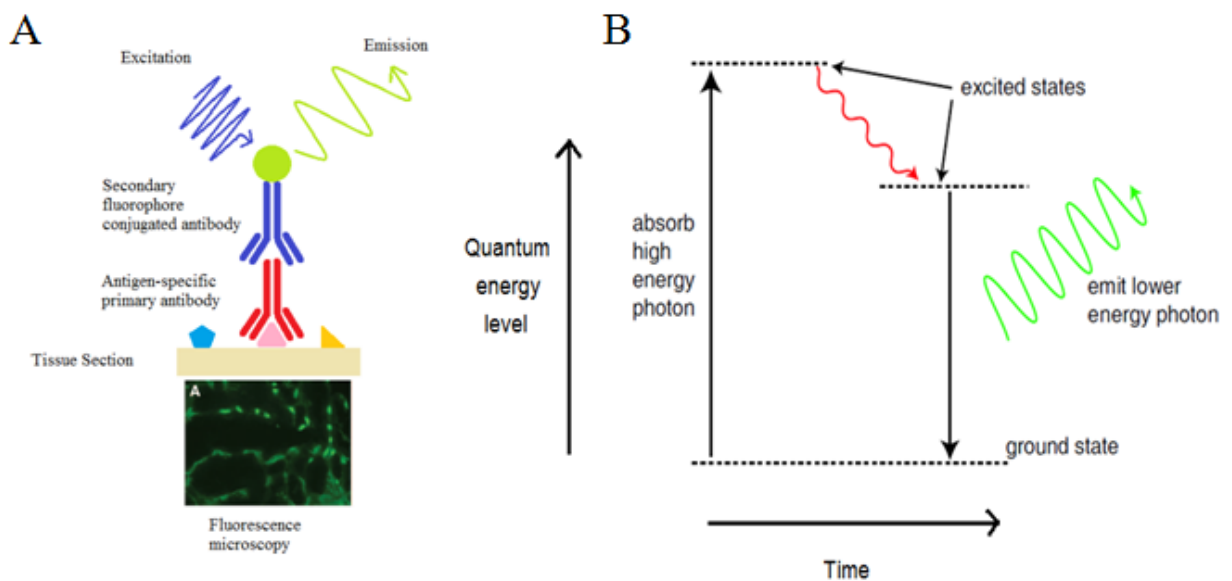 A
Excitation
Emission
Secondary
fluorophore
conjugated antibody
Antigen-specific
primary antibody
Tissue Section
A
Fluorescence
microscopy
B
excited states
Quantum
energy
level
absorb
high
energy
photon
emit lower
energy photon
ground state
Time